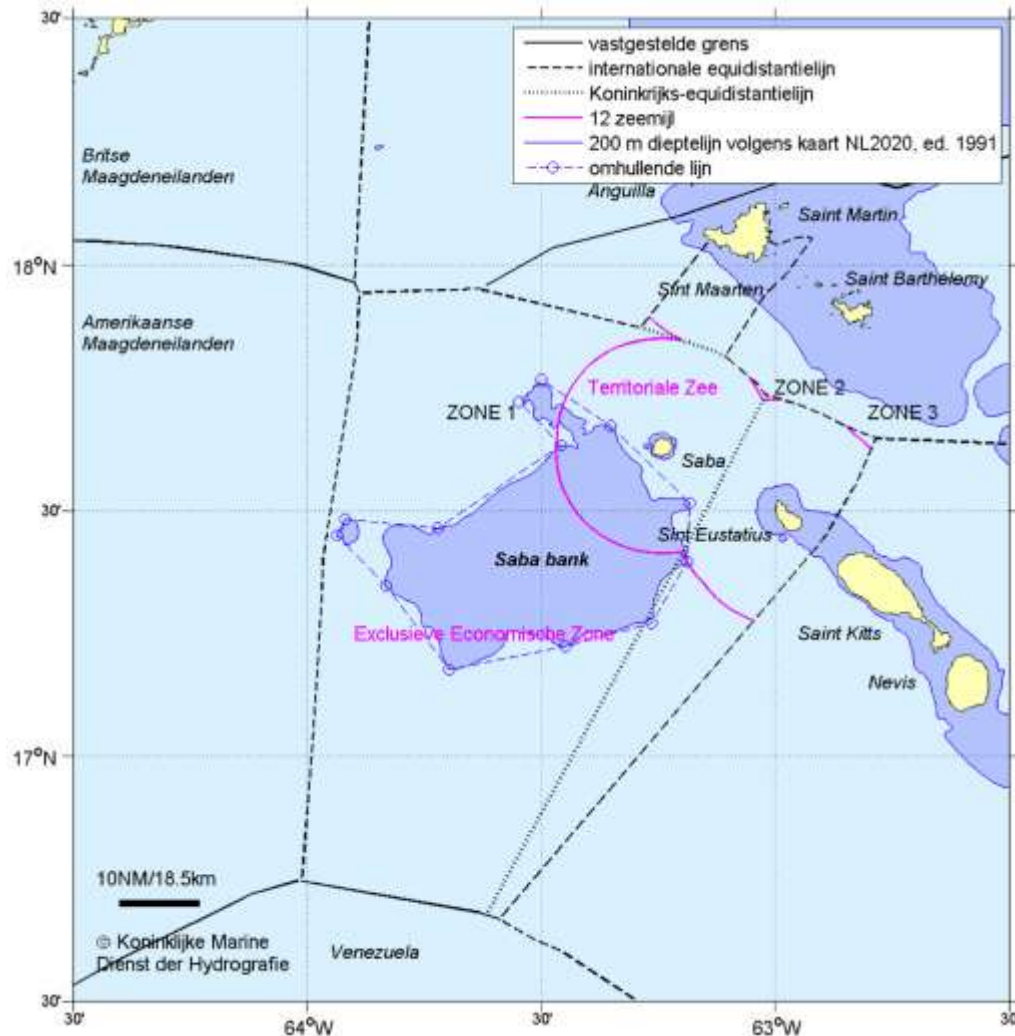 30'
vastgestelde grens
internationale equidistantielijn
Koninkrijks-equidistantielijn
12 zeemijl
200 m dieptelijn volgens kaart NL2020, ed. 1991
omhullende lijn
Britse
Maagdeneilanden
Anguilla
Saint Martin
18°N
Sint Maarten
Saint Barthelemy
Amerikaanse
Maagdeneilanden
Territoriale Zee
ZONE 2
ZONE 1
ZONE 3
Saba
30'
Sint Eustatius
Saba bank
Exclusieve Economische Zone
Saint Kitts
Nevis
17°N
10NM/18.5km
© Koninklijke Marine
Dienst der Hydrografie
Venezuela
30'
30'
64°W
30'
63°W
30'